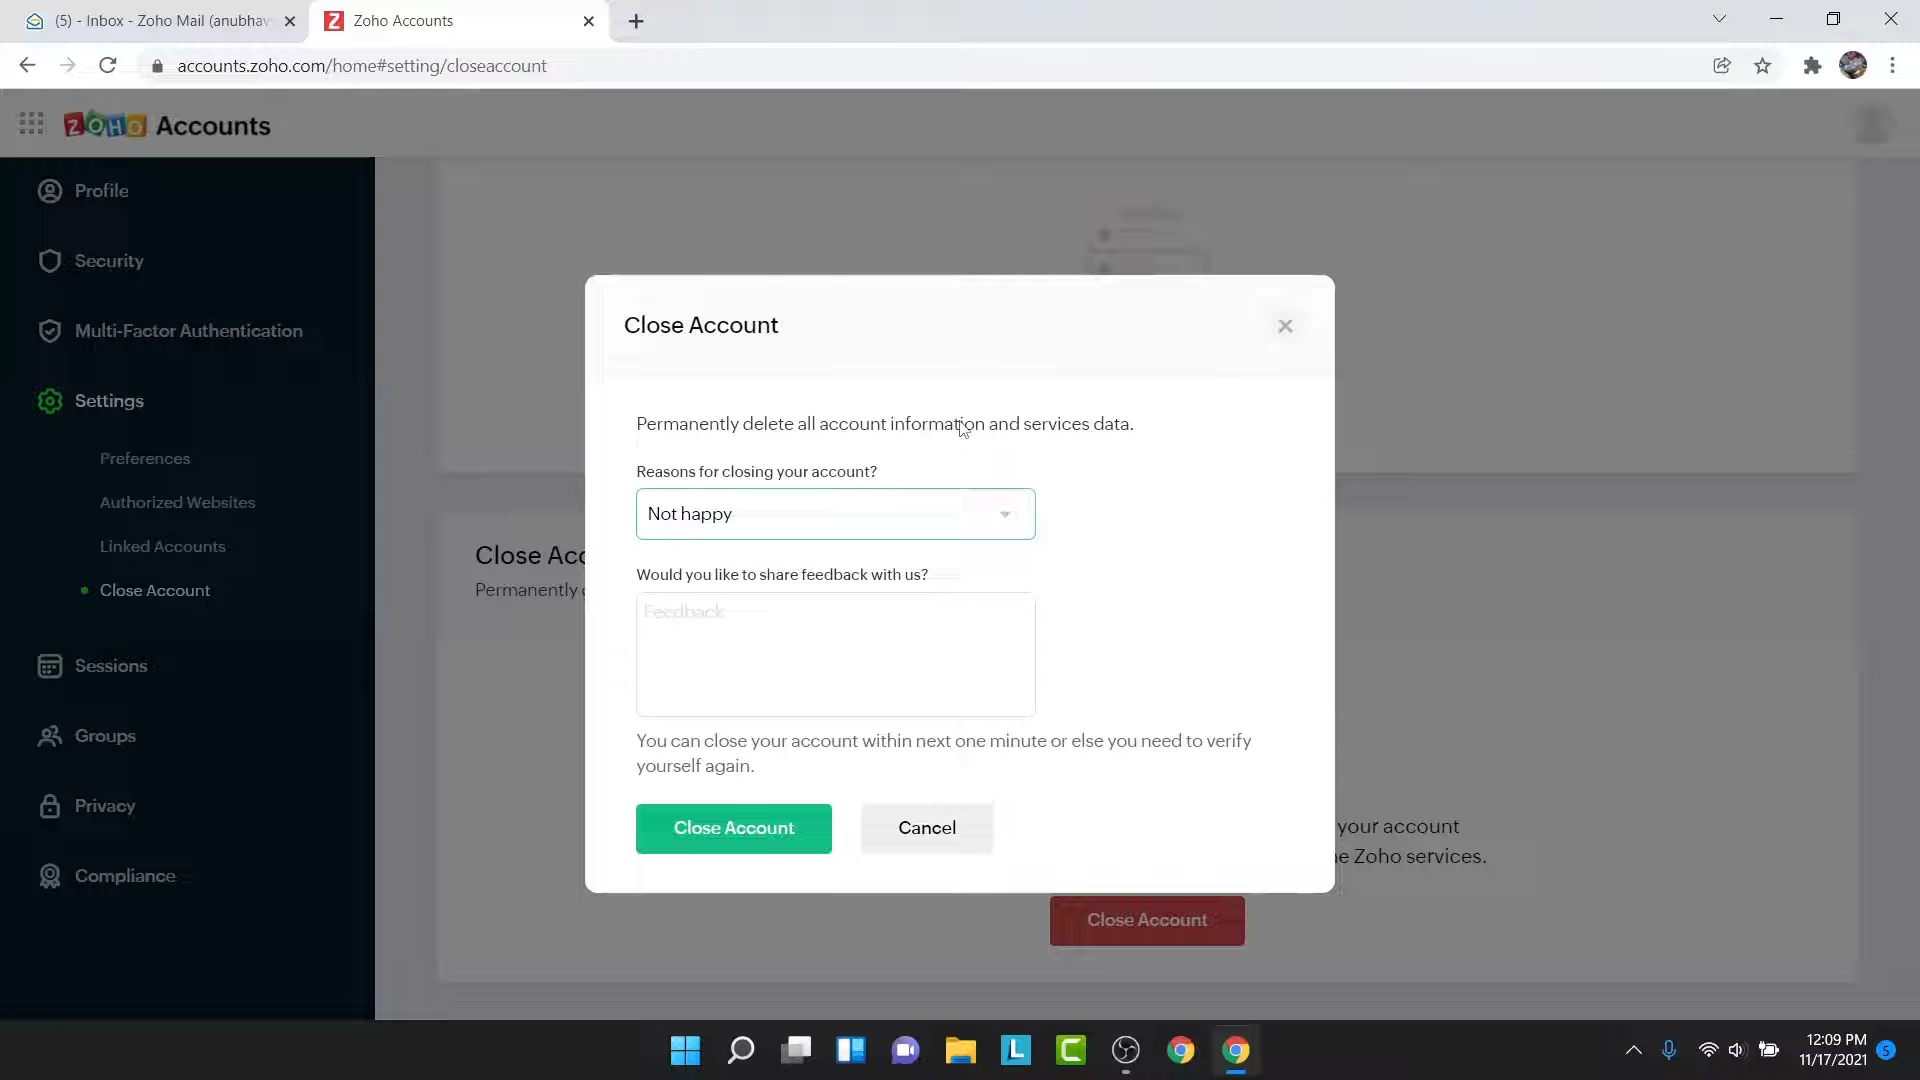 (5) - Inbox - Zoho Mail (anubhav
Zoho Accounts
accounts.zoho.com/home#setting/closeaccount
ZOHO Accounts
Profile
Security
Multi-Factor Authentication
Settings
Preferences
Authorized Websites
Linked Accounts
Close Account
Sessions
Groups
Privacy
Compliance
Close Acc
Permanently
Close Account
Permanently delete all account information and services data.
Reasons for closing your account?
Not happy
Would you like to share feedback with us?
Feedback
You can close your account within next one minute or else you need to verify
yourself again.
Close Account
Cancel
your account
e Zoho services.
Close Account
12:09 PM
11/17/2021
5